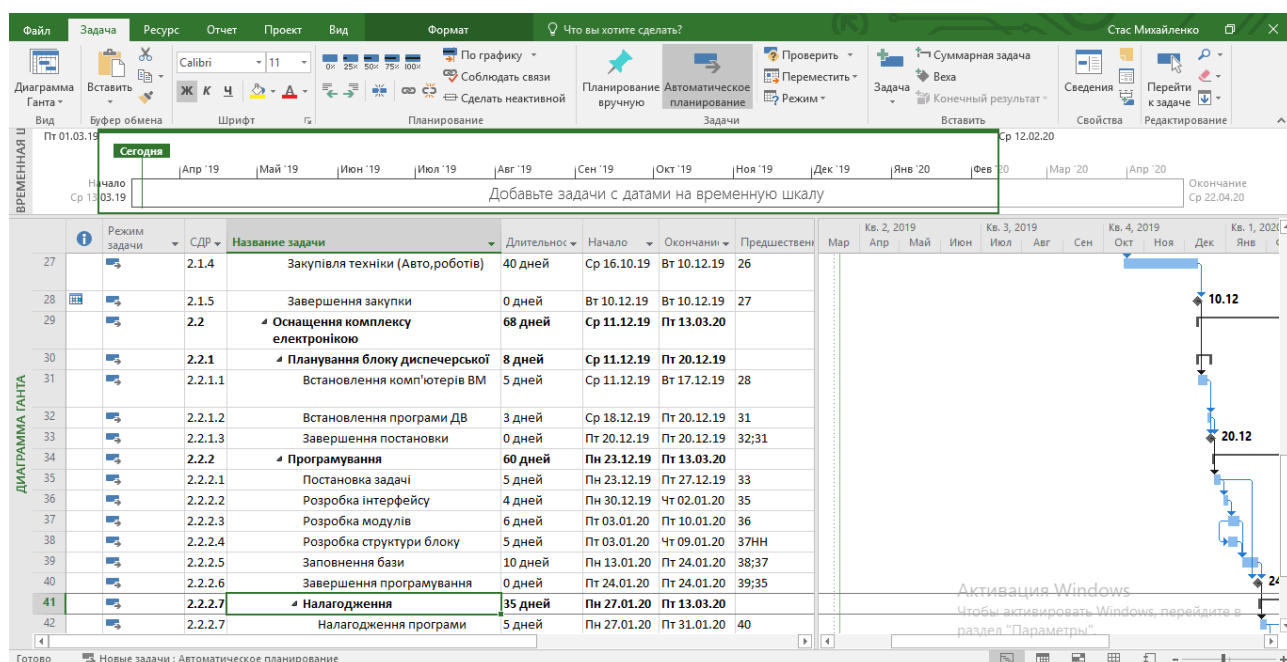 Файл Задача Ресурс Отчет Проект Вид Формат Что вы хотите сделать? Стас Михайленко
Диаграмма Ганта Вставить Calibri 11 0× 25× 50× 75× 100× По графику Соблюдать связи Сделать неактивной Планирование вручную Автоматическое планирование Проверить Переместить Режим Задача Суммарная задача Веха Конечный результат Сведения Перейти к задаче
Ж К Ч А
Вид Буфер обмена Шрифт Планирование Задачи Вставить Свойства Редактирование
Пт 01.03.19 Ср 12.02.20
Сегодня
Апр '19 Май '19 Июн '19 Июл '19 Авг '19 Сен '19 Окт '19 Ноя '19 Дек '19 Янв '20 Фев '20 Мар '20 Апр '20
Начало Ср 13.03.19 Добавьте задачи с датами на временную шкалу Окончание Ср 22.04.20
ВРЕМЕННАЯ Ш
Режим задачи СДР Название задачи Длительнос Начало Окончани Предшествен
Кв. 2, 2019 Кв. 3, 2019 Кв. 4, 2019 Кв. 1, 2020
Мар Апр Май Июн Июл Авг Сен Окт Ноя Дек Янв
27 2.1.4 Закупівля техніки (Авто,роботів) 40 дней Ср 16.10.19 Вт 10.12.19 26
28 2.1.5 Завершення закупки 0 дней Вт 10.12.19 Вт 10.12.19 27 10.12
29 2.2 Оснащення комплексу електронікою 68 дней Ср 11.12.19 Пт 13.03.20
30 2.2.1 Планування блоку диспечерської 8 дней Ср 11.12.19 Пт 20.12.19
31 2.2.1.1 Встановлення комп'ютерів ВМ 5 дней Ср 11.12.19 Вт 17.12.19 28
32 2.2.1.2 Встановлення програми ДВ 3 дней Ср 18.12.19 Пт 20.12.19 31
33 2.2.1.3 Завершення постановки 0 дней Пт 20.12.19 Пт 20.12.19 32;31 20.12
34 2.2.2 Програмування 60 дней Пн 23.12.19 Пт 13.03.20
35 2.2.2.1 Постановка задачі 5 дней Пн 23.12.19 Пт 27.12.19 33
36 2.2.2.2 Розробка інтерфейсу 4 дней Пн 30.12.19 Чт 02.01.20 35
37 2.2.2.3 Розробка модулів 6 дней Пт 03.01.20 Пт 10.01.20 36
38 2.2.2.4 Розробка структури блоку 5 дней Пт 03.01.20 Чт 09.01.20 37НН
39 2.2.2.5 Заповнення бази 10 дней Пн 13.01.20 Пт 24.01.20 38;37
40 2.2.2.6 Завершення програмування 0 дней Пт 24.01.20 Пт 24.01.20 39;35 24
41 2.2.2.7 Налагодження 35 дней Пн 27.01.20 Пт 13.03.20
42 2.2.2.7 Налагодження програми 5 дней Пн 27.01.20 Пт 31.01.20 40
ДИАГРАММА ГАНТА
Активация Windows
Чтобы активировать Windows, перейдите в
раздел "Параметры".
Готово Новые задачи : Автоматическое планирование